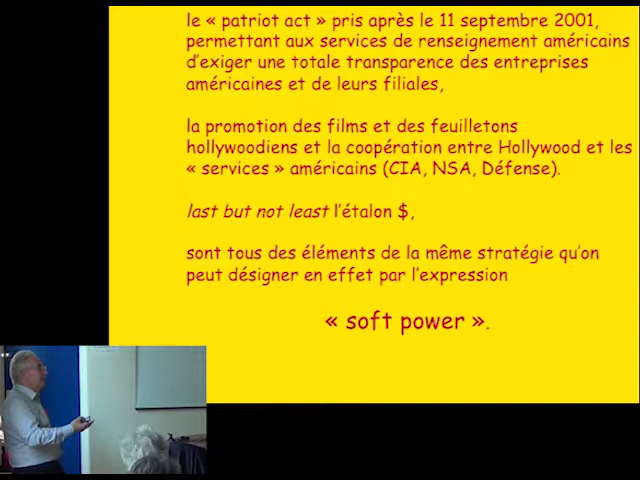 le « patriot act » pris après le 11 septembre 2001,
permettant aux services de renseignement américains
d'exiger une totale transparence des entreprises
américaines et de leurs filiales,
la promotion des films et des feuilletons
hollywoodiens et la coopération entre Hollywood et les
« services » américains (CIA, NSA, Défense).
last but not least l'étalon $,
sont tous des éléments de la même stratégie qu'on
peut désigner en effet par l'expression
« soft power ».